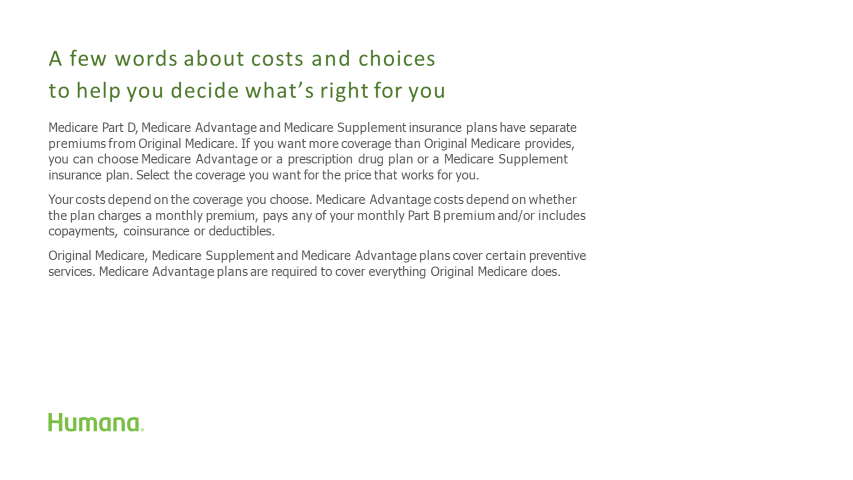 A few words about costs and choices
to help you decide what’s right for you
Medicare Part D, Medicare Advantage and Medicare Supplement insurance plans have separate
premiums from Original Medicare. If you want more coverage than Original Medicare provides,
you can choose Medicare Advantage or a prescription drug plan or a Medicare Supplement
insurance plan. Select the coverage you want for the price that works for you.
Your costs depend on the coverage you choose. Medicare Advantage costs depend on whether
the plan charges a monthly premium, pays any of your monthly Part B premium and/or includes
copayments, coinsurance or deductibles.
Original Medicare, Medicare Supplement and Medicare Advantage plans cover certain preventive
services. Medicare Advantage plans are required to cover everything Original Medicare does.
Humana®